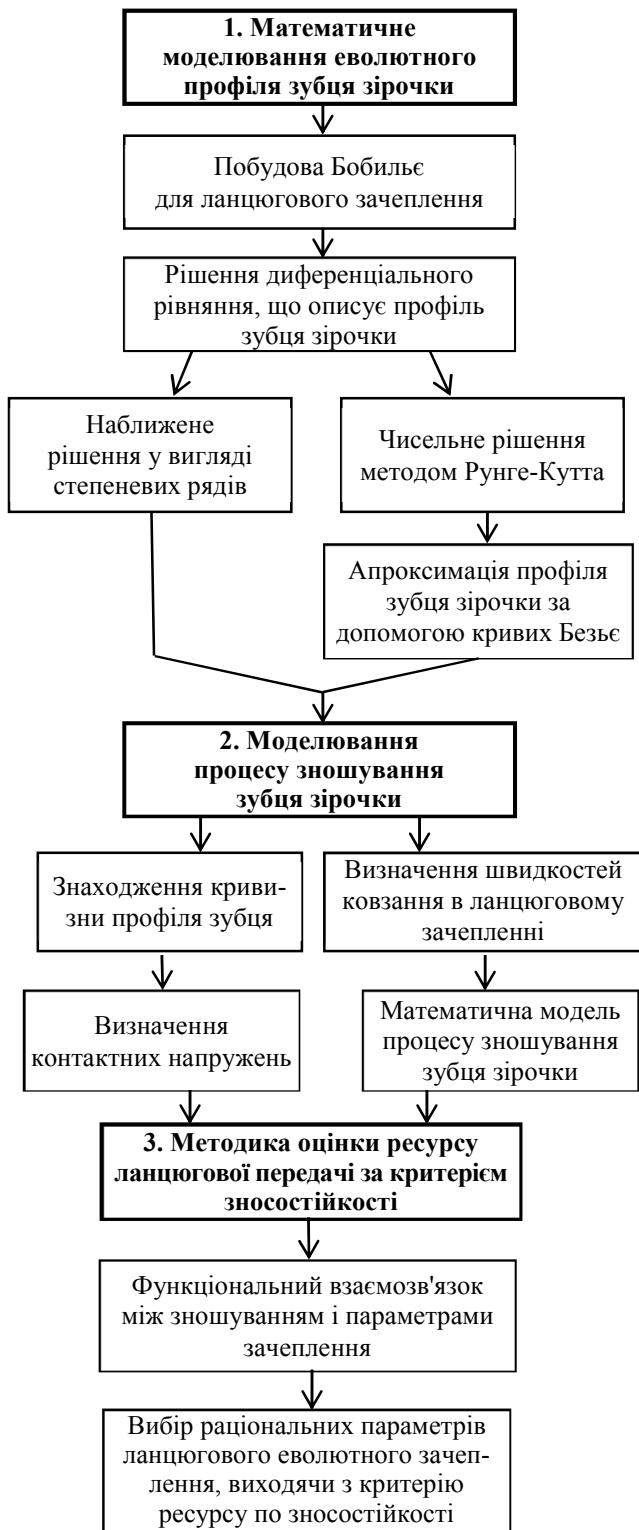 1. Математичне
моделювання еволютного
профіля зубця зірочки
Побудова Бобильє
для ланцюгового зачеплення
Рішення диференціального
рівняння, що описує профіль
зубця зірочки
Наближене
рішення у вигляді
степеневих рядів
Чисельне рішення
методом Рунге-Кутта
Апроксимація профіля
зубця зірочки за
допомогою кривих Безьє
2. Моделювання
процесу зношування
зубця зірочки
Знаходження криви-
зни профіля зубця
Визначення швидкостей
ковзання в ланцюговому
зачепленні
Визначення
контактних напружень
Математична модель
процесу зношування
зубця зірочки
3. Методика оцінки ресурсу
ланцюгової передачі за критерієм
зносостійкості
Функціональний взаємозв'язок
між зношуванням і параметрами
зачеплення
Вибір раціональних параметрів
ланцюгового еволютного зачеп-
лення, виходячи з критерію
ресурсу по зносостійкості